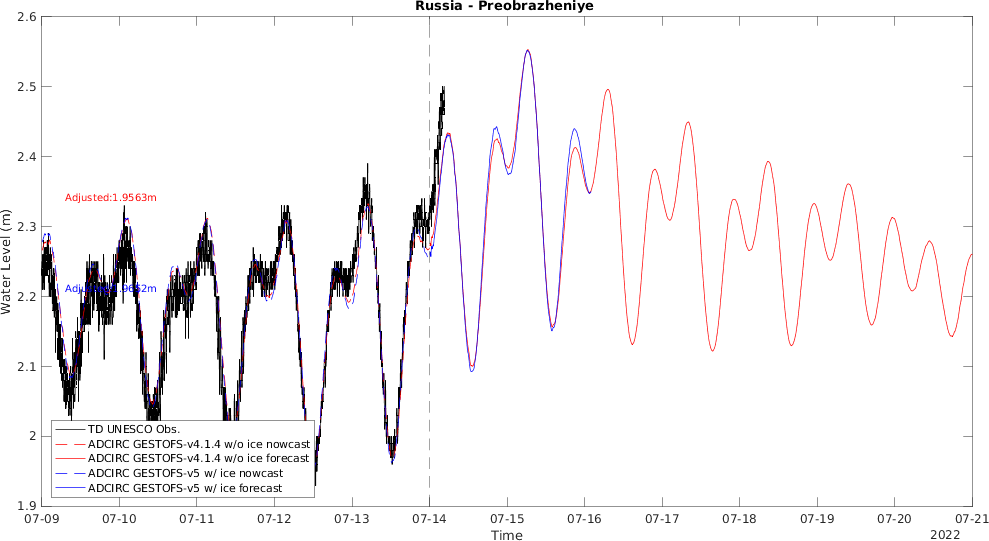 Russia - Preobrazheniye
2.6
2.5
2.4
2.3
2.2
2.1
2
1.9
Water Level (m)
Adjusted:1.9563m
TD UNESCO Obs.
ADCIRC GESTOFS-v4.1.4 w/o ice nowcast
ADCIRC GESTOFS-v4.1.4 w/o ice forecast
ADCIRC GESTOFS-v5 w/ ice nowcast
ADCIRC GESTOFS-v5 w/ ice forecast
07-09 07-10 07-11 07-12 07-13 07-14 07-15 07-16 07-17 07-18 07-19 07-20 07-21
Time
2022